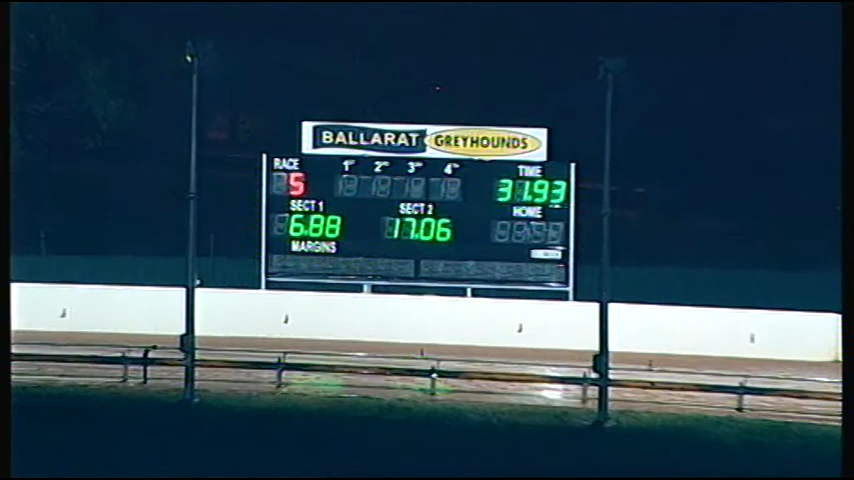 BALLARAT GREYHOUNDS
RACE 1ST 2ND 3RD 4TH TIME
5 31.93
SECT 1 SECT 2 HOME
6.88 17.06
MARGINS